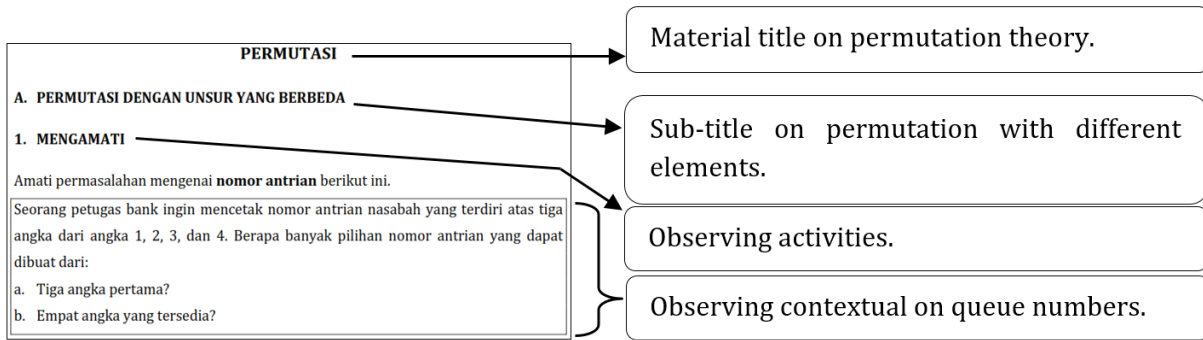 PERMUTASI
A. PERMUTASI DENGAN UNSUR YANG BERBEDA
1. MENGAMATI
Amati permasalahan mengenai nomor antrian berikut ini.
Seorang petugas bank ingin mencetak nomor antrian nasabah yang terdiri atas tiga
angka dari angka 1, 2, 3, dan 4. Berapa banyak pilihan nomor antrian yang dapat
dibuat dari:
a. Tiga angka pertama?
b. Empat angka yang tersedia?
Material title on permutation theory.
Sub-title on permutation with different
elements.
Observing activities.
Observing contextual on queue numbers.